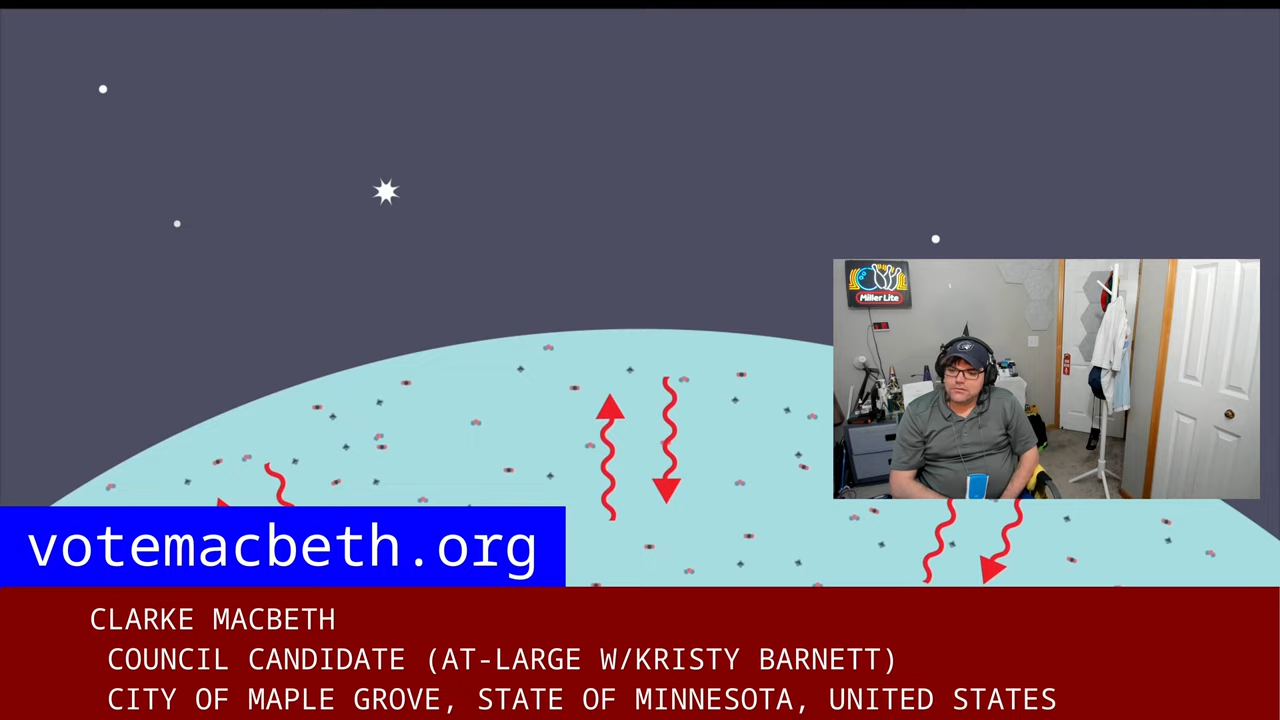 Miller Lite
votemacbeth.org
CLARKE MACBETH
COUNCIL CANDIDATE (AT-LARGE W/KRISTY BARNETT)
CITY OF MAPLE GROVE, STATE OF MINNESOTA, UNITED STATES